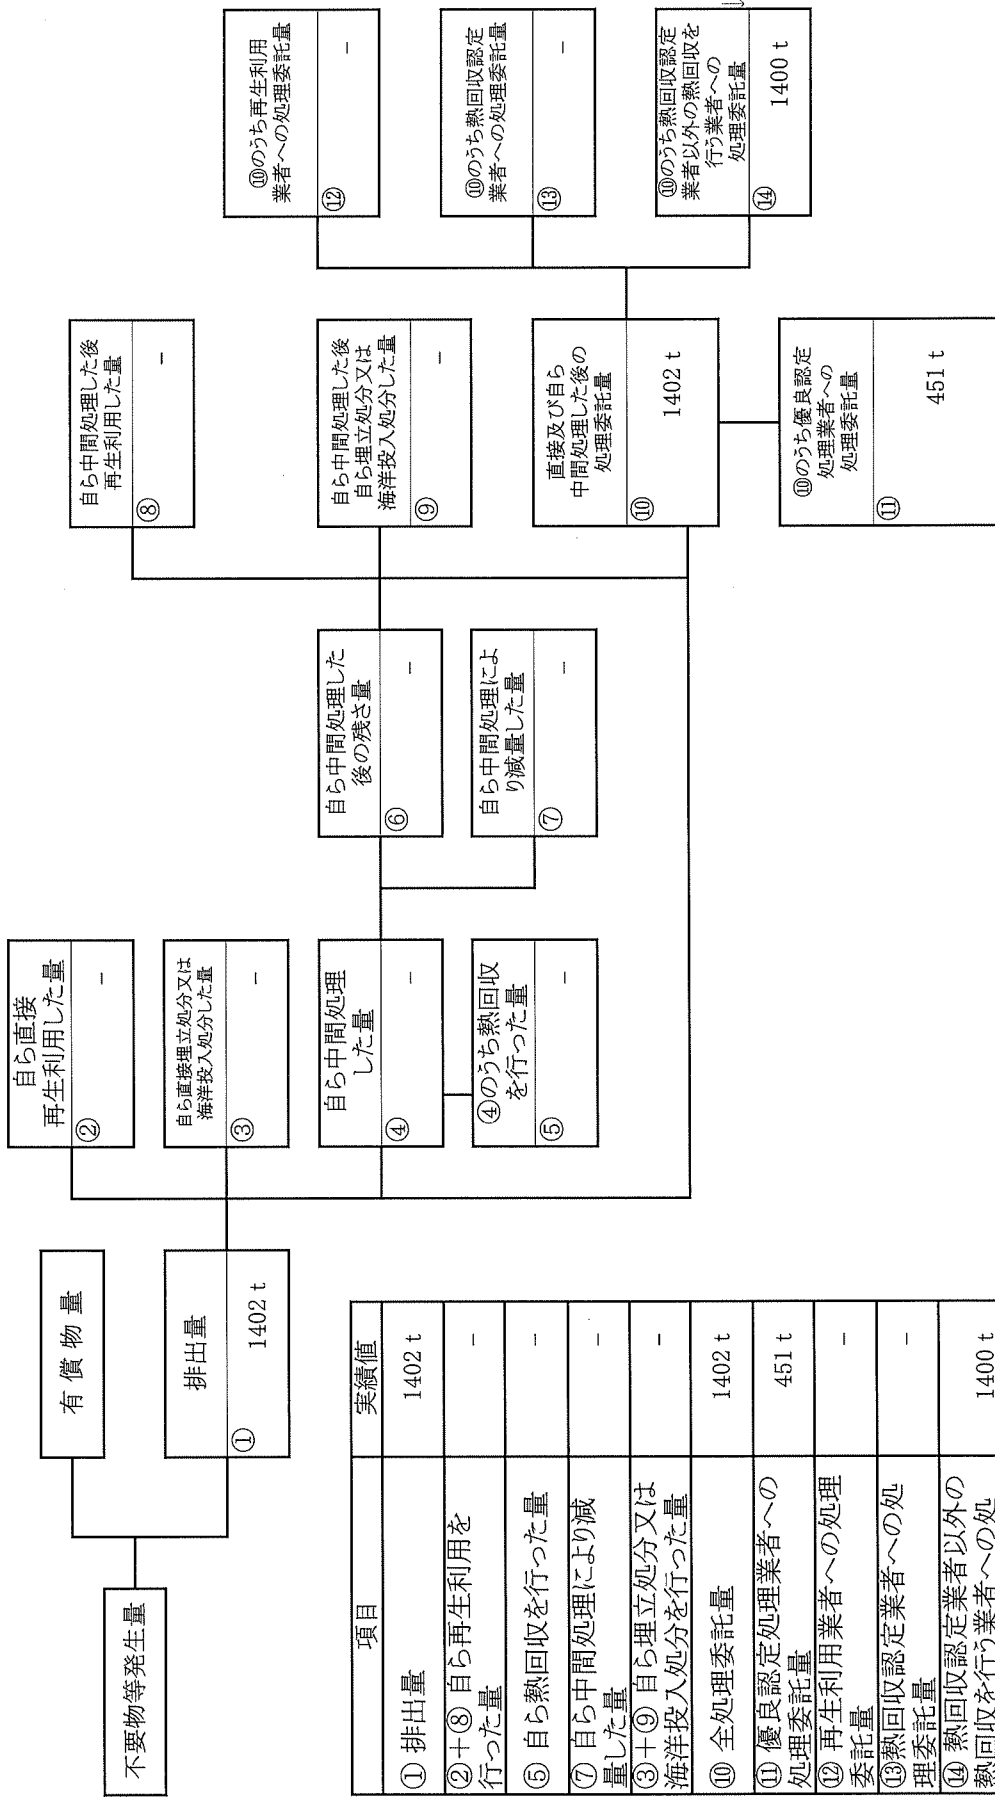 不要物等発生量
有償物量
排出量
①
1402 t
自ら直接
再生利用した量
②
－
自ら直接埋立処分又は
海洋投入処分した量
③
－
自ら中間処理
した量
④
－
④のうち熱回収
を行った量
⑤
－
自ら中間処理した
後の残さ量
⑥
－
自ら中間処理によ
り減量した量
⑦
－
自ら中間処理した後
再生利用した量
⑧
－
自ら中間処理した後
自ら埋立処分又は
海洋投入処分した量
⑨
－
直接及び自ら
中間処理した後の
処理委託量
⑩
1402 t
⑩のうち優良認定
処理業者への
処理委託量
⑪
451 t
⑩のうち再生利用
業者への処理委託量
⑫
－
⑩のうち熱回収認定
業者への処理委託量
⑬
－
⑩のうち熱回収認定
業者以外の熱回収を
行う業者への
処理委託量
⑭
1400 t
項目 実績値
① 排出量 1402 t
②＋⑧ 自ら再生利用を
行った量 －
⑤ 自ら熱回収を行った量 －
⑦ 自ら中間処理により減
量した量 －
③＋⑨ 自ら埋立処分又は
海洋投入処分を行った量 －
⑩ 全処理委託量 1402 t
⑪ 優良認定処理業者への
処理委託量 451 t
⑫ 再生利用業者への処理
委託量 －
⑬熱回収認定業者への処
理委託量 －
⑭ 熱回収認定業者以外の
熱回収を行う業者への処 1400 t